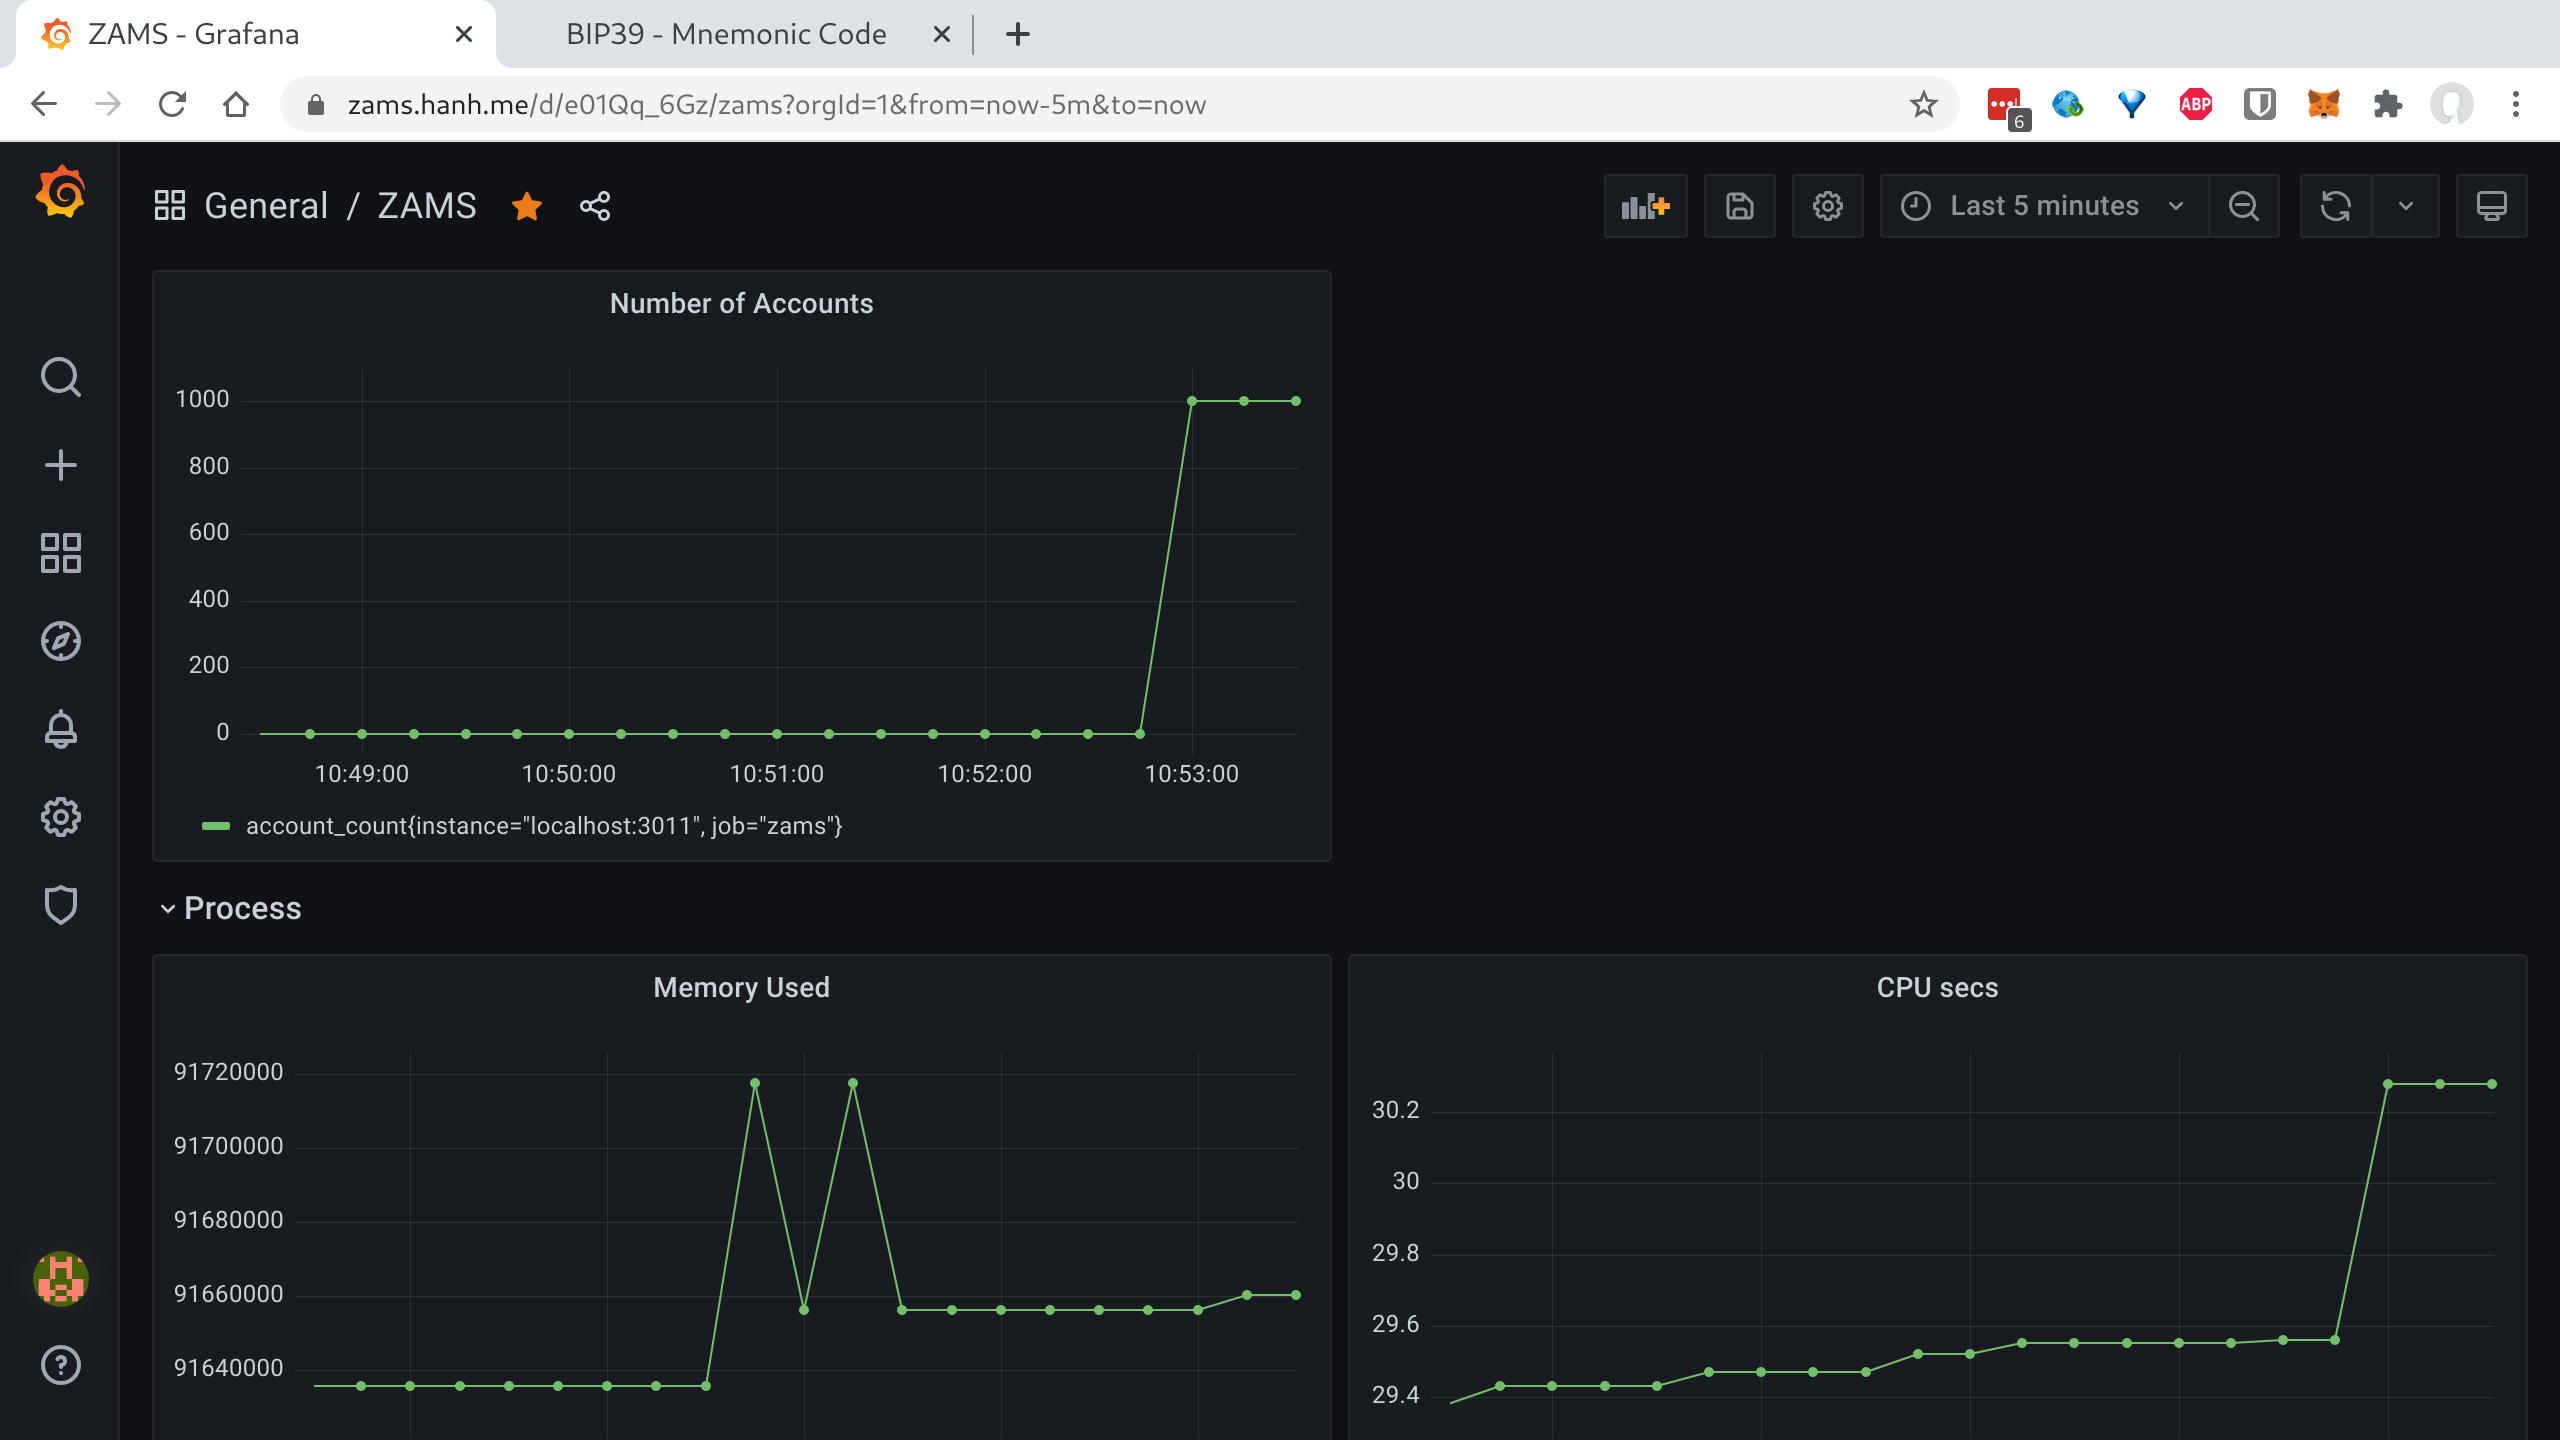 ZAMS - Grafana
BIP39 - Mnemonic Code
zams.hanh.me/d/e01Qq_6Gz/zams?orgId=1&from=now-5m&to=now
6
ABP
General / ZAMS
Last 5 minutes
Number of Accounts
1000
800
600
400
200
0
10:49:00 10:50:00 10:51:00 10:52:00 10:53:00
account_count{instance="localhost:3011", job="zams"}
Process
Memory Used
91720000
91700000
91680000
91660000
91640000
CPU secs
30.2
30
29.8
29.6
29.4